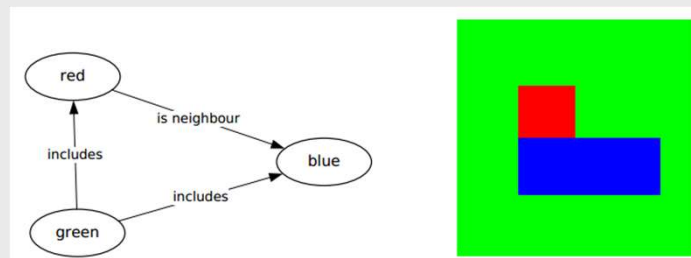 red
is neighbour
includes
blue
includes
green